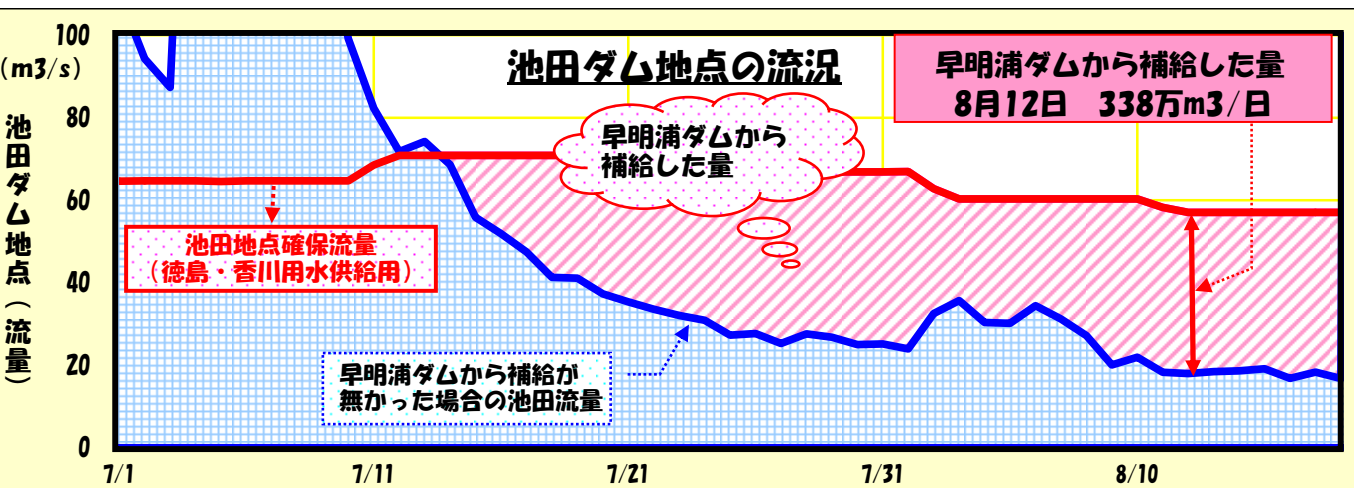 池田ダム地点の流況
100
(m3/s)
80
60
40
20
0
池田ダム地点(流量)
早明浦ダムから補給した量
8月12日 338万m3/日
早明浦ダムから
補給した量
池田地点確保流量
(徳島・香川用水供給用)
早明浦ダムから補給が
無かった場合の池田流量
7/1
7/11
7/21
7/31
8/10